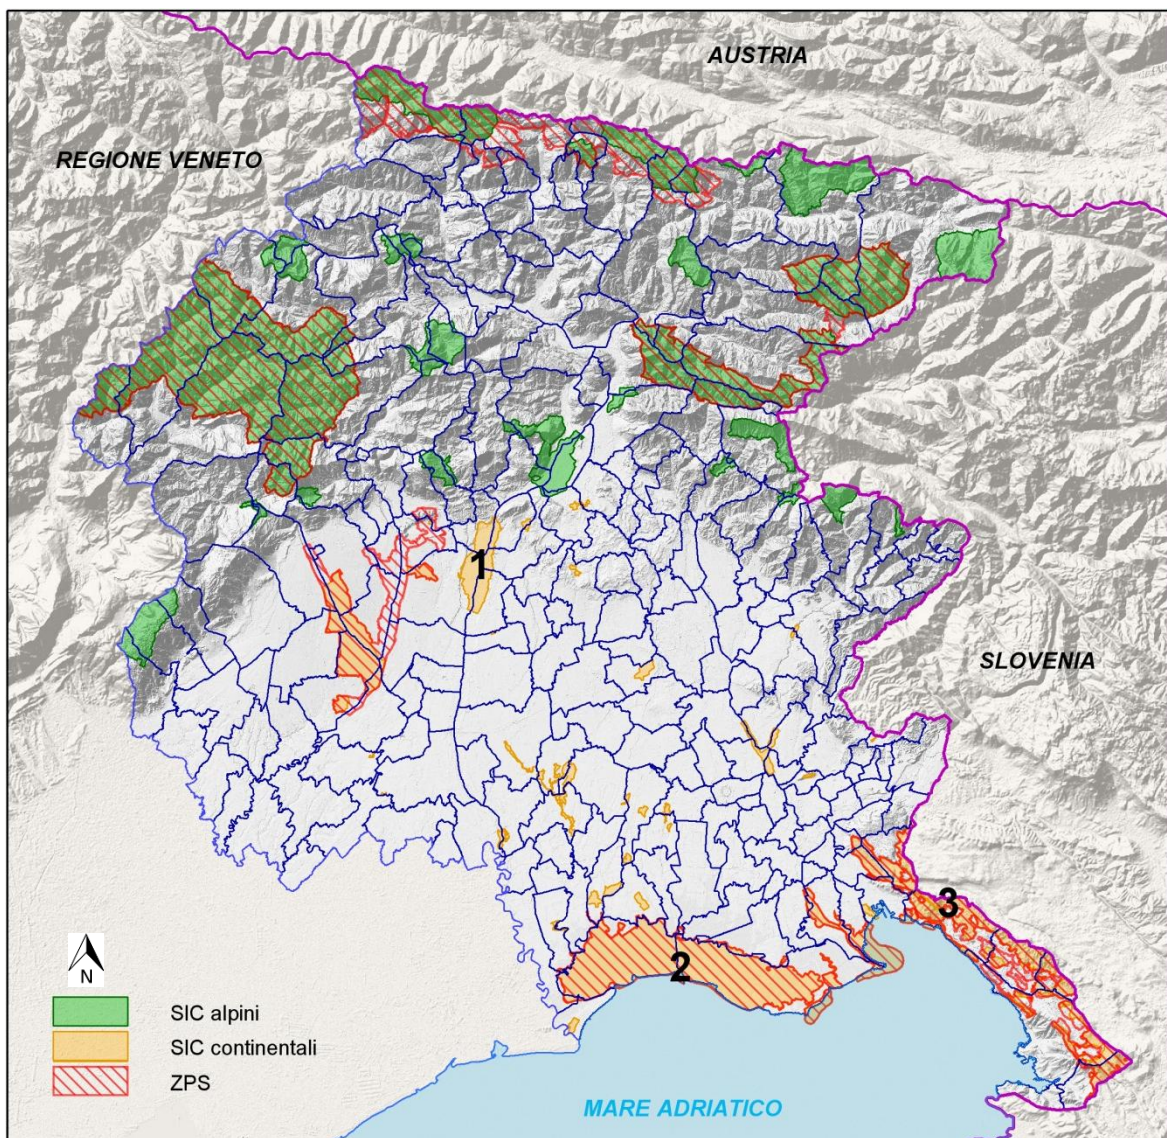 AUSTRIA
REGIONE VENETO
1
SLOVENIA
3
2
N
SIC alpini
SIC continentali
ZPS
MARE ADRIATICO